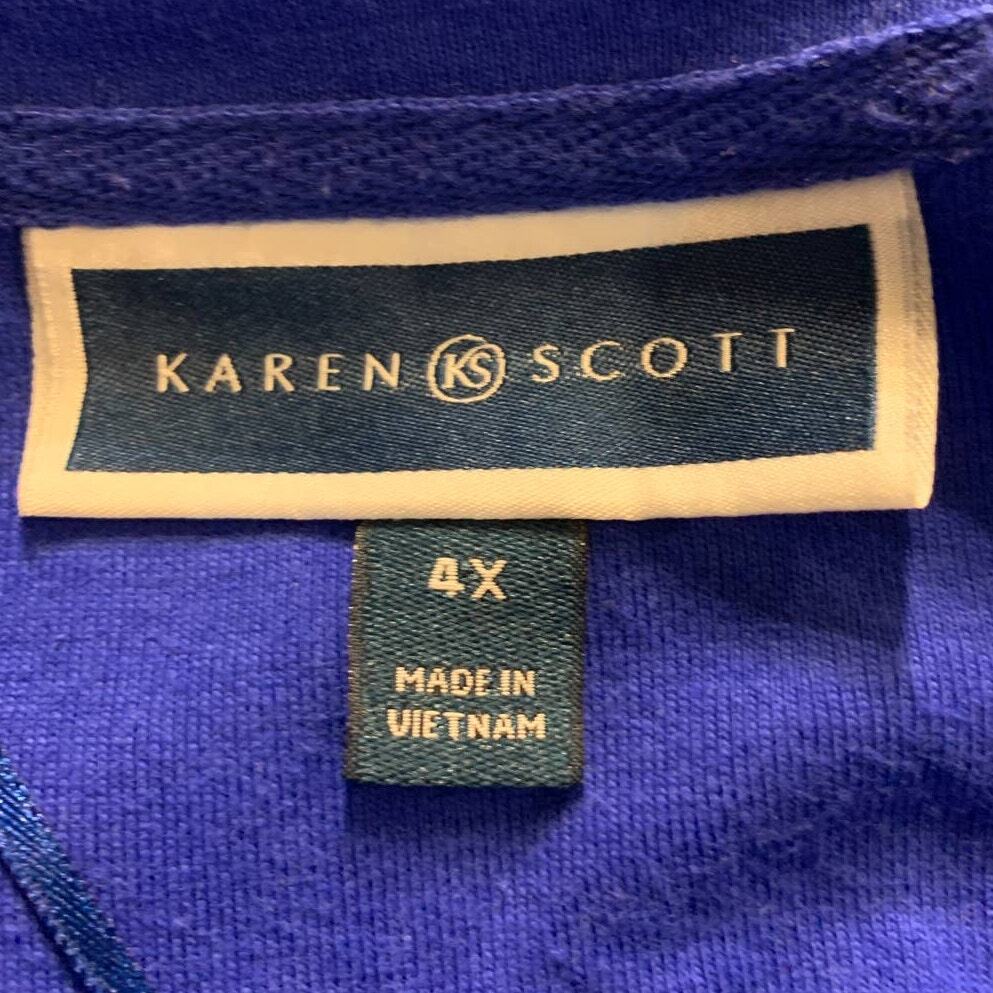 KAREN KS SCOTT
4X
MADE IN
VIETNAM